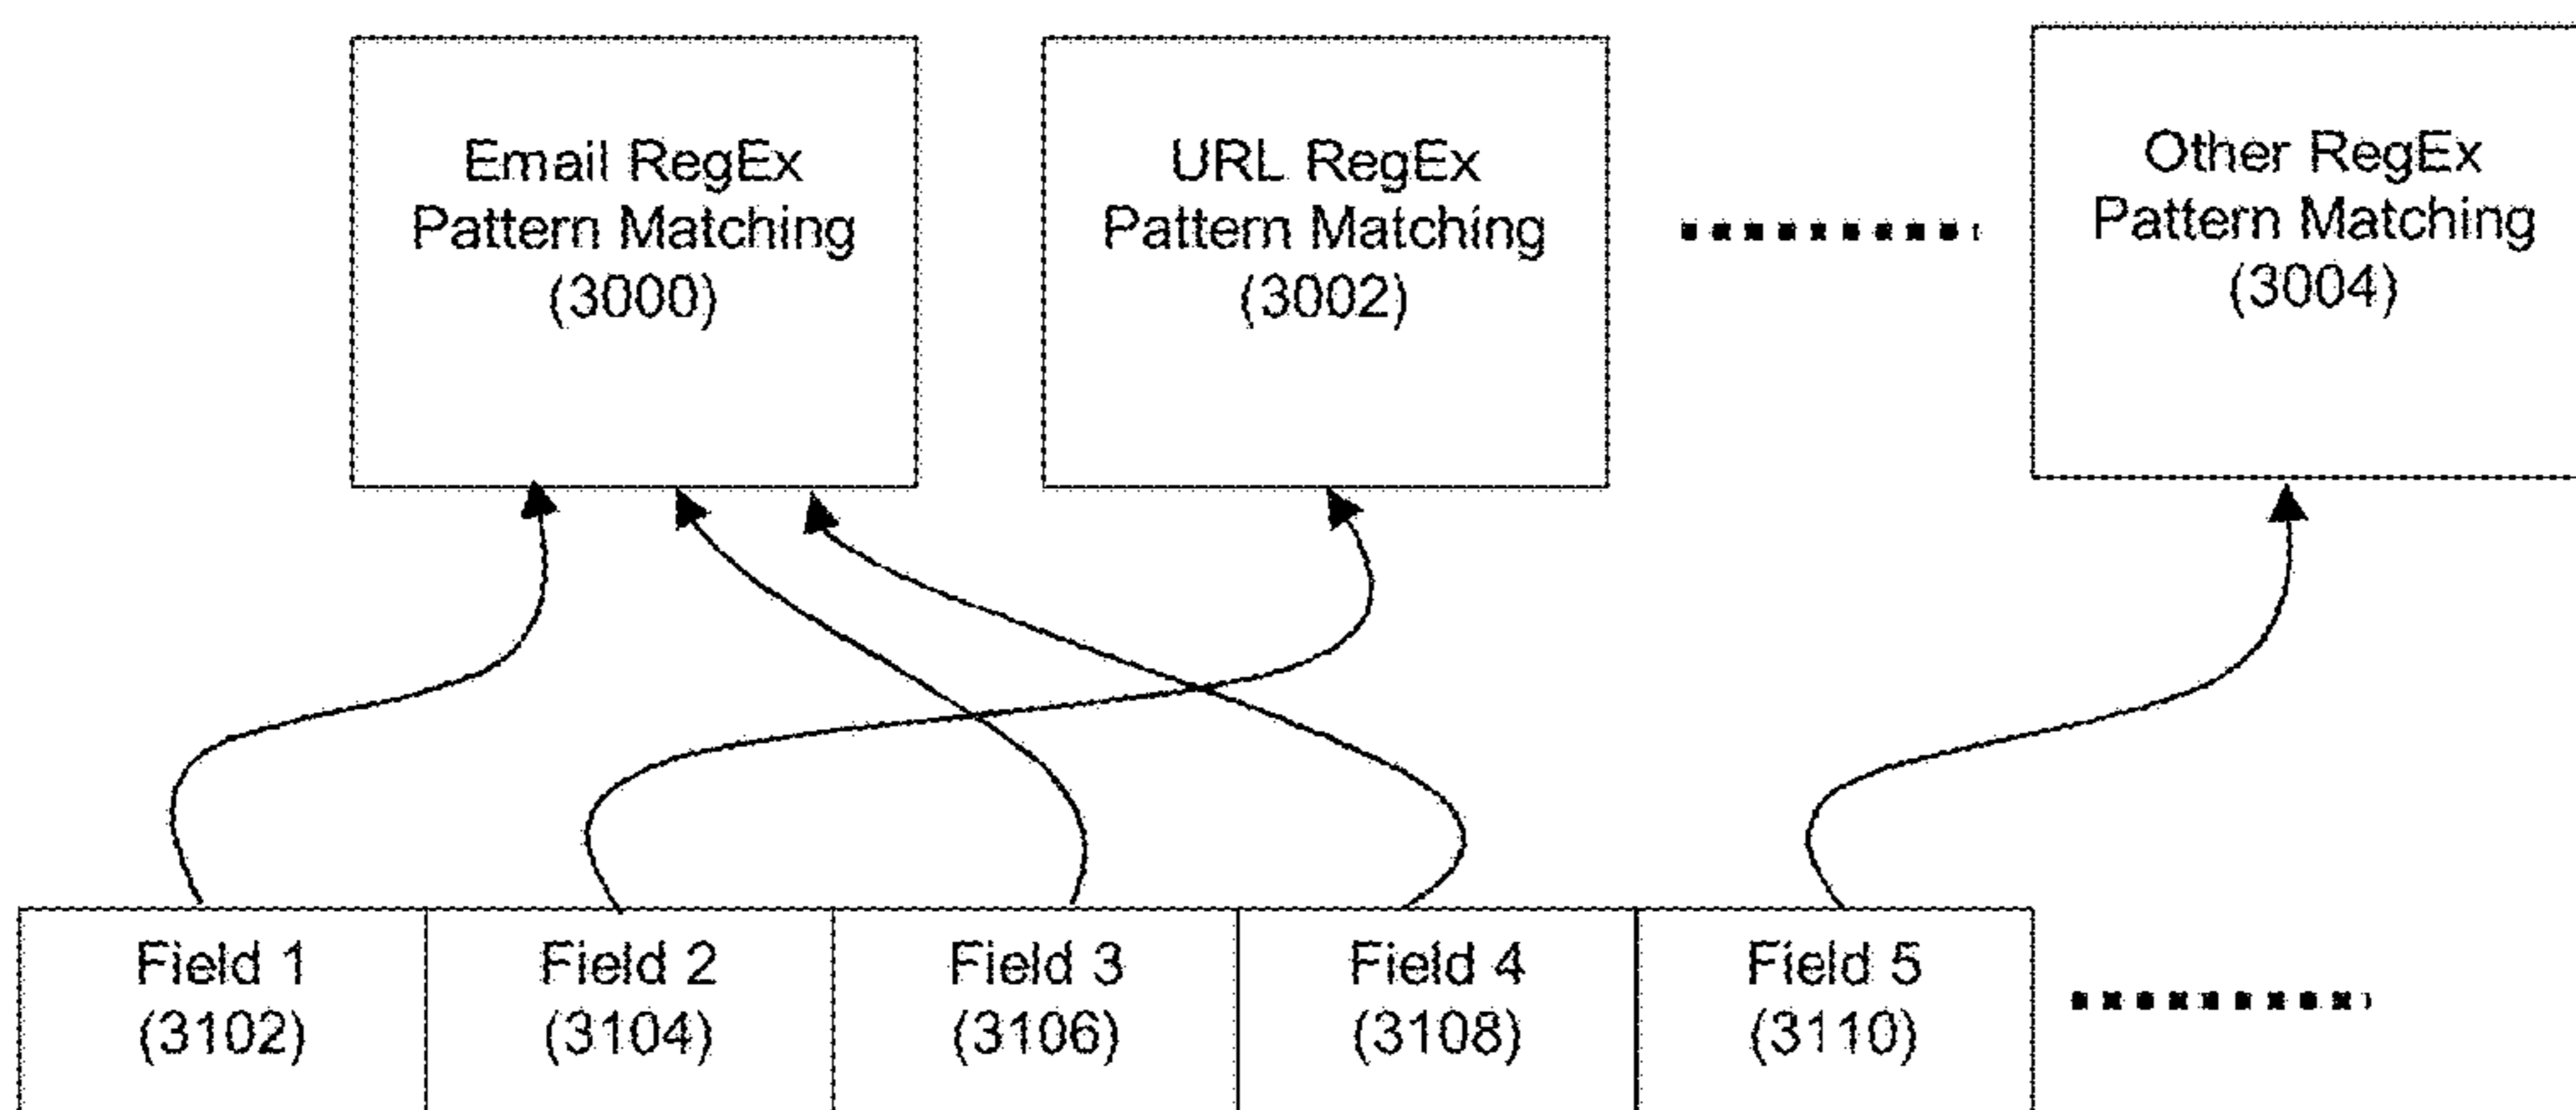 Email RegEx
Pattern Matching
(3000)
URL RegEx
Pattern Matching
(3002)
Other RegEx
Pattern Matching
(3004)
Field 1
(3102)
Field 2
(3104)
Field 3
(3106)
Field 4
(3108)
Field 5
(3110)